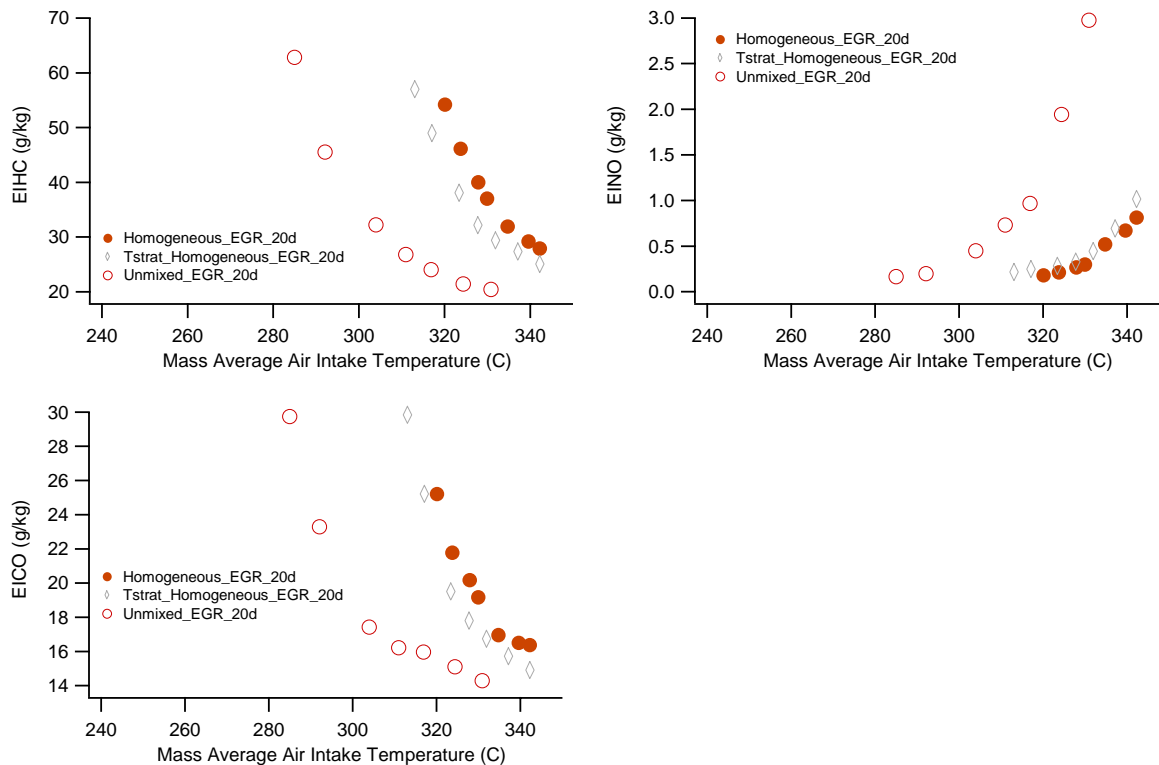 70
60
50
40
30
20
EIHC (g/kg)
Homogeneous_EGR_20d
Tstrat_Homogeneous_EGR_20d
Unmixed_EGR_20d
240 260 280 300 320 340
Mass Average Air Intake Temperature (C)
3.0
2.5
2.0
1.5
1.0
0.5
0.0
EINO (g/kg)
Homogeneous_EGR_20d
Tstrat_Homogeneous_EGR_20d
Unmixed_EGR_20d
240 260 280 300 320 340
Mass Average Air Intake Temperature (C)
30
28
26
24
22
20
18
16
14
EICO (g/kg)
Homogeneous_EGR_20d
Tstrat_Homogeneous_EGR_20d
Unmixed_EGR_20d
240 260 280 300 320 340
Mass Average Air Intake Temperature (C)